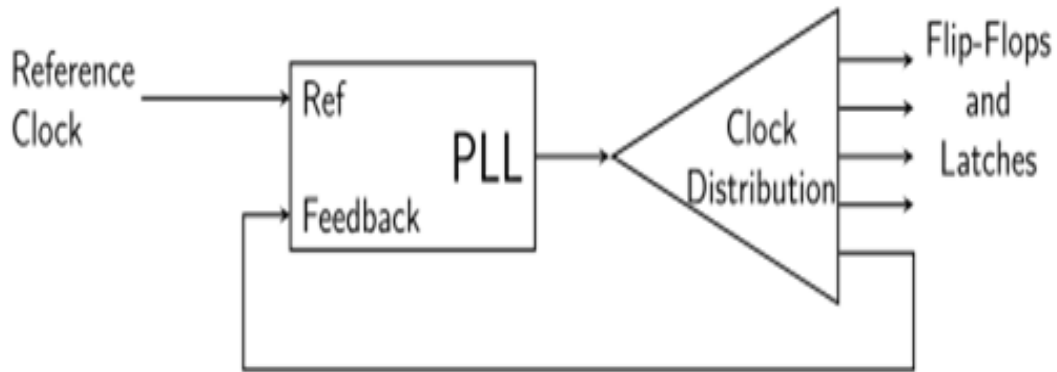 Reference
Clock
Ref
PLL
Feedback
Clock
Distribution
Flip-Flops
and
Latches